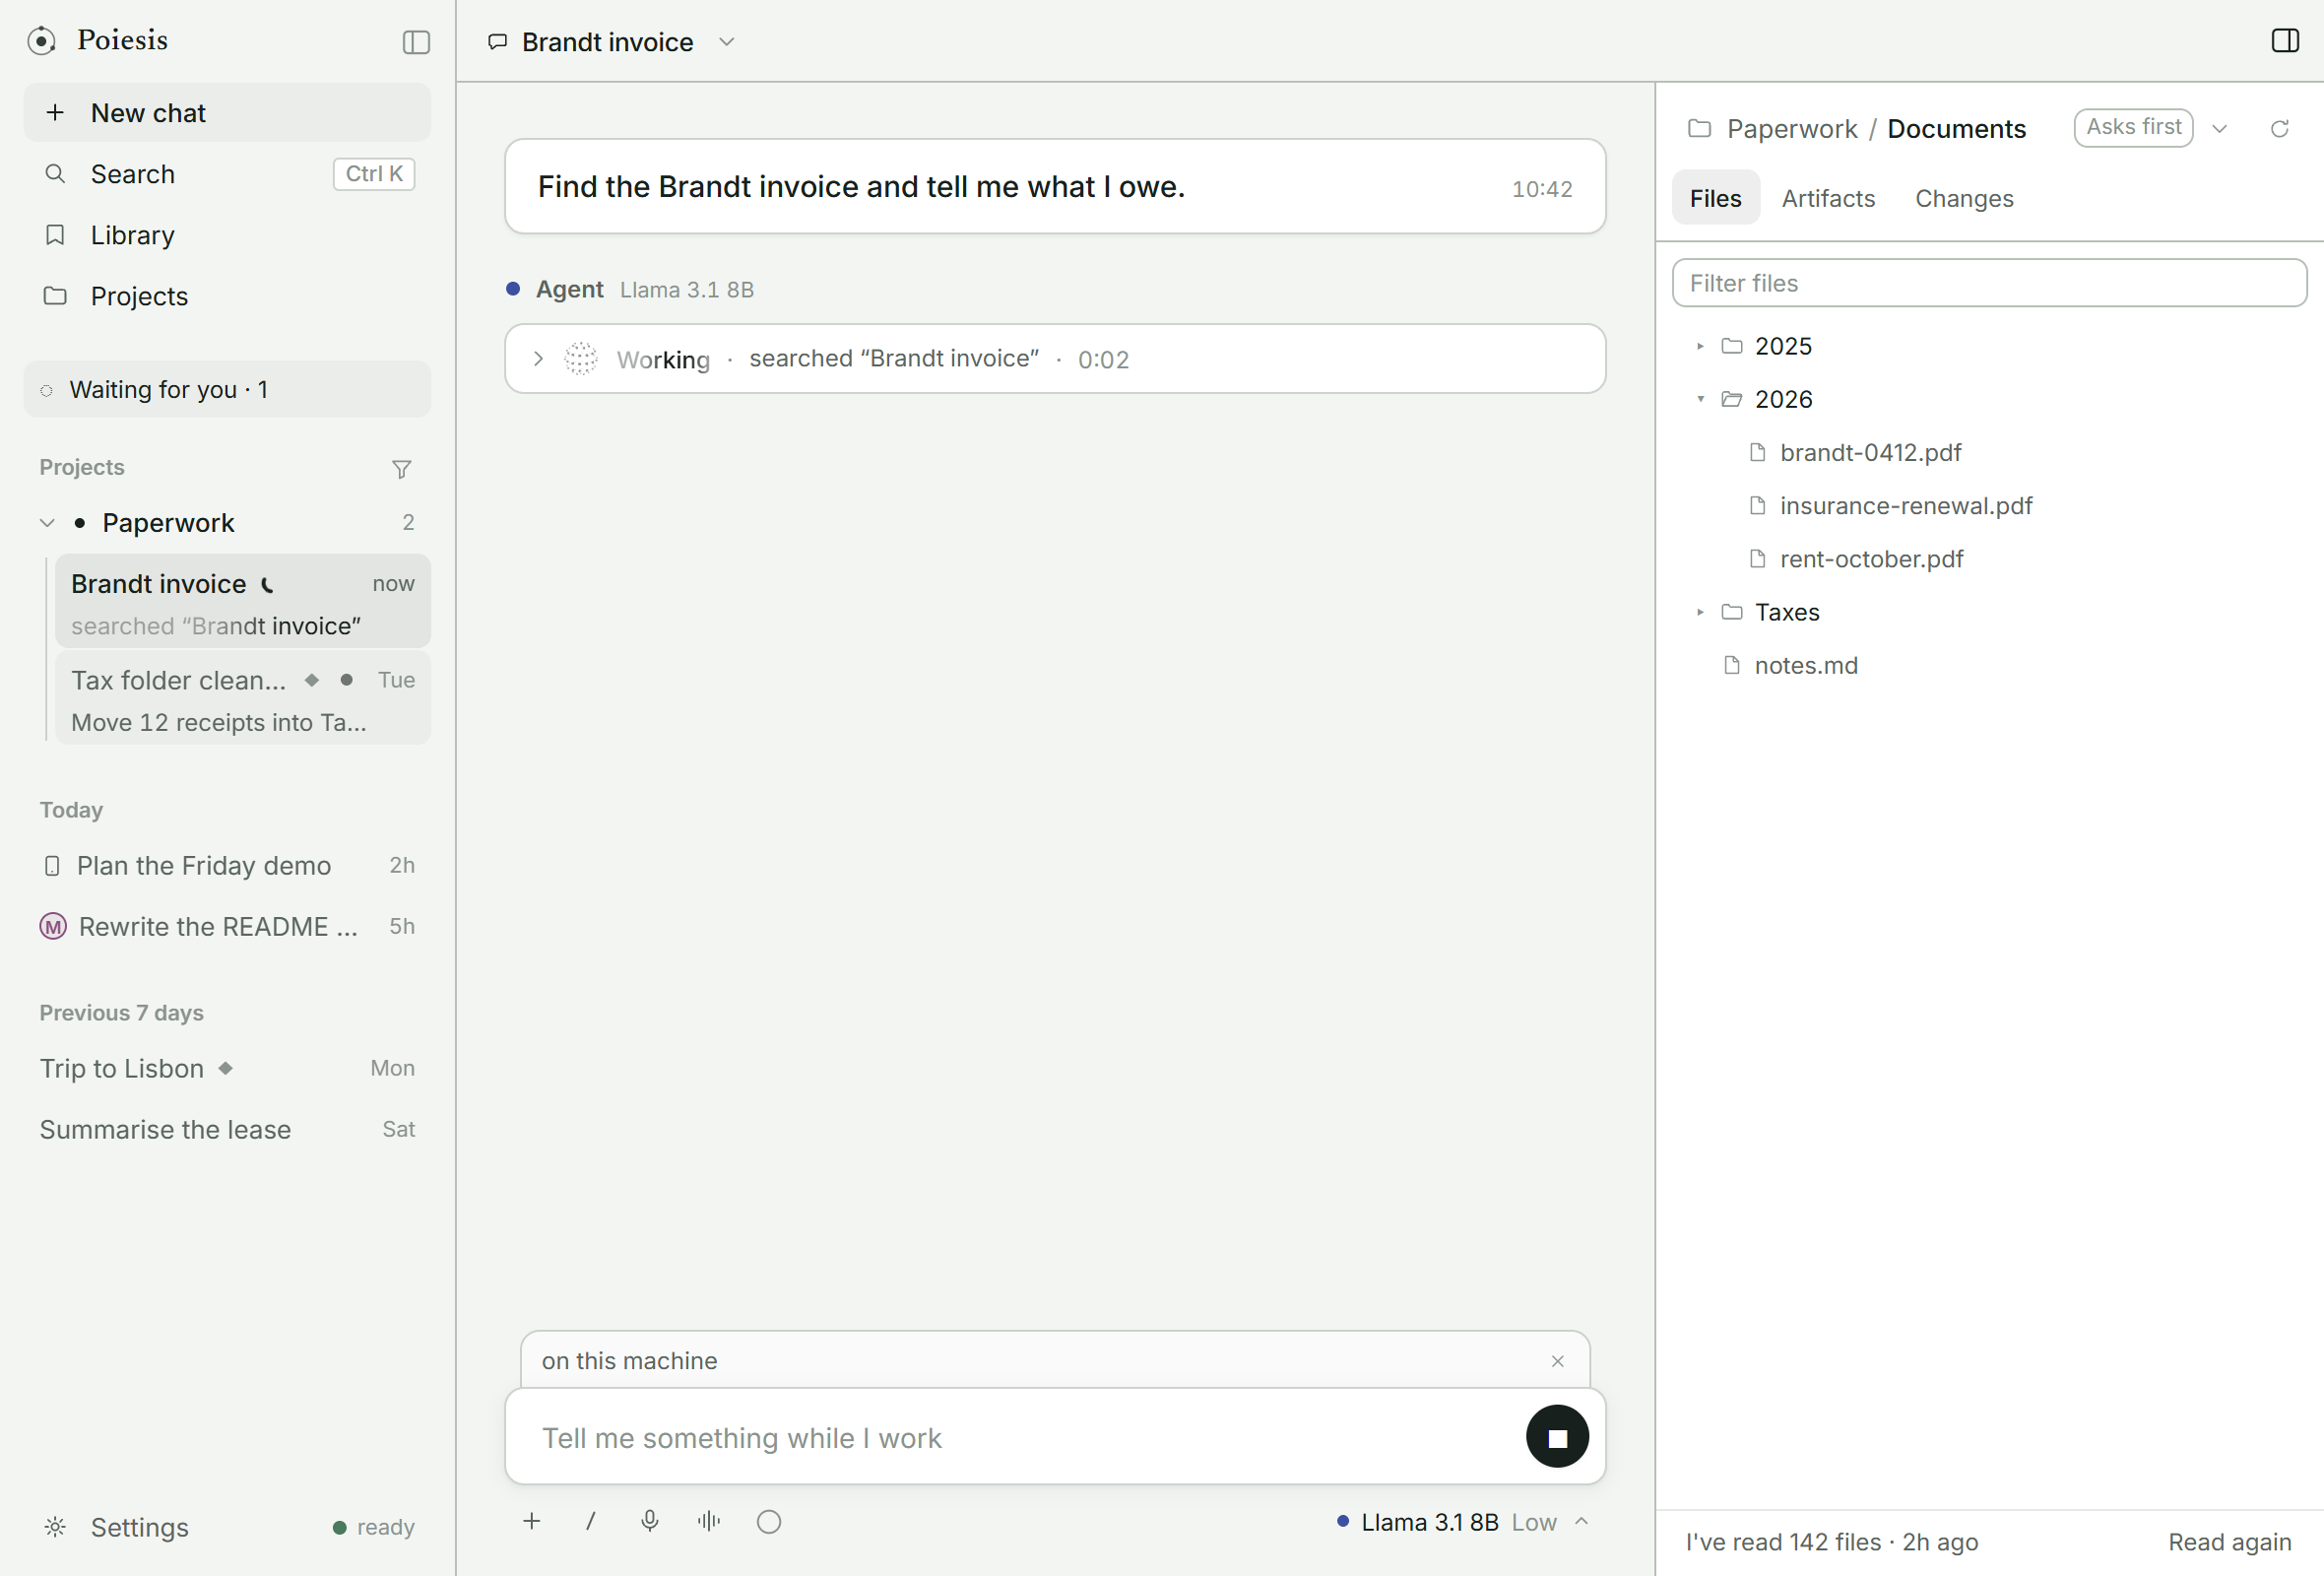 Poiesis
New chat
Search Ctrl K
Library
Projects
Waiting for you · 1
Projects
Paperwork 2
Brandt invoice now
searched “Brandt invoice”
Tax folder clean... Tue
Move 12 receipts into Ta...
Today
Plan the Friday demo 2h
M Rewrite the README ... 5h
Previous 7 days
Trip to Lisbon Mon
Summarise the lease Sat
Settings ready
Brandt invoice
Find the Brandt invoice and tell me what I owe. 10:42
Agent Llama 3.1 8B
Working · searched “Brandt invoice” · 0:02
on this machine
Tell me something while I work
Llama 3.1 8B Low
Paperwork / Documents Asks first
Files Artifacts Changes
Filter files
2025
2026
brandt-0412.pdf
insurance-renewal.pdf
rent-october.pdf
Taxes
notes.md
I've read 142 files · 2h ago Read again